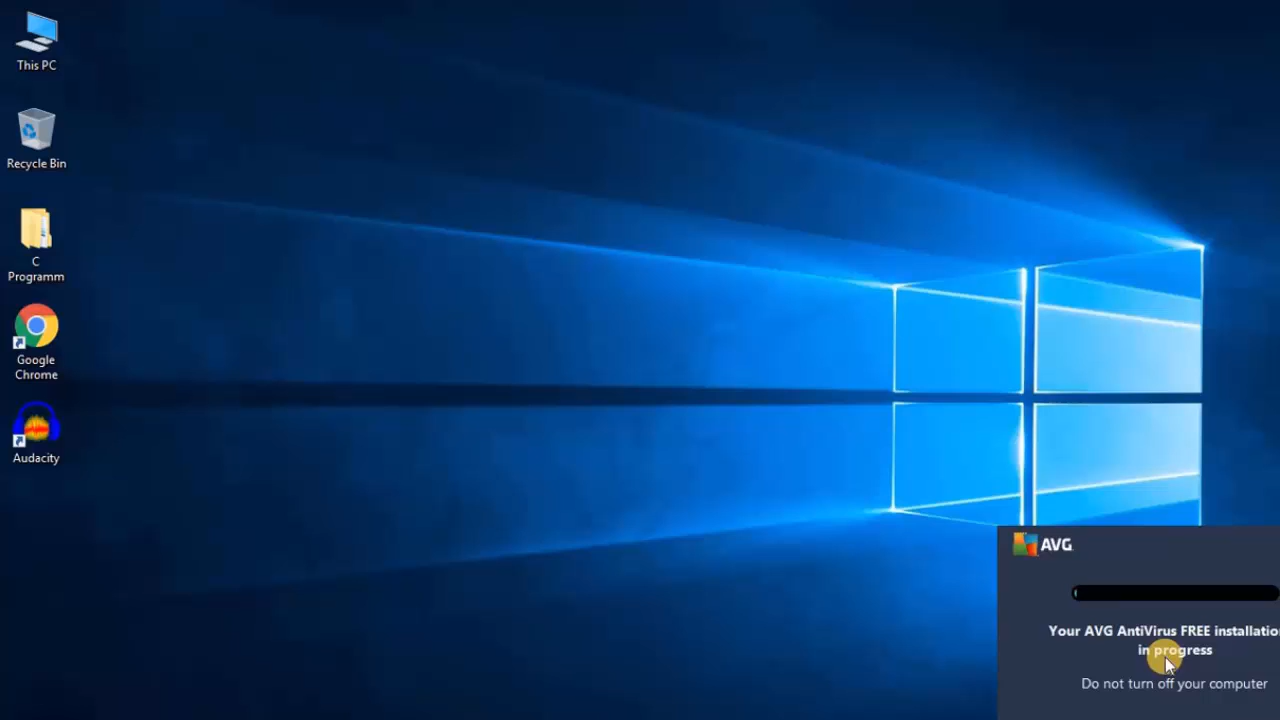 This PC
Recycle Bin
C
Programm
Google
Chrome
Audacity
AVG
Your AVG AntiVirus FREE installatio
in progress
Do not turn off your computer